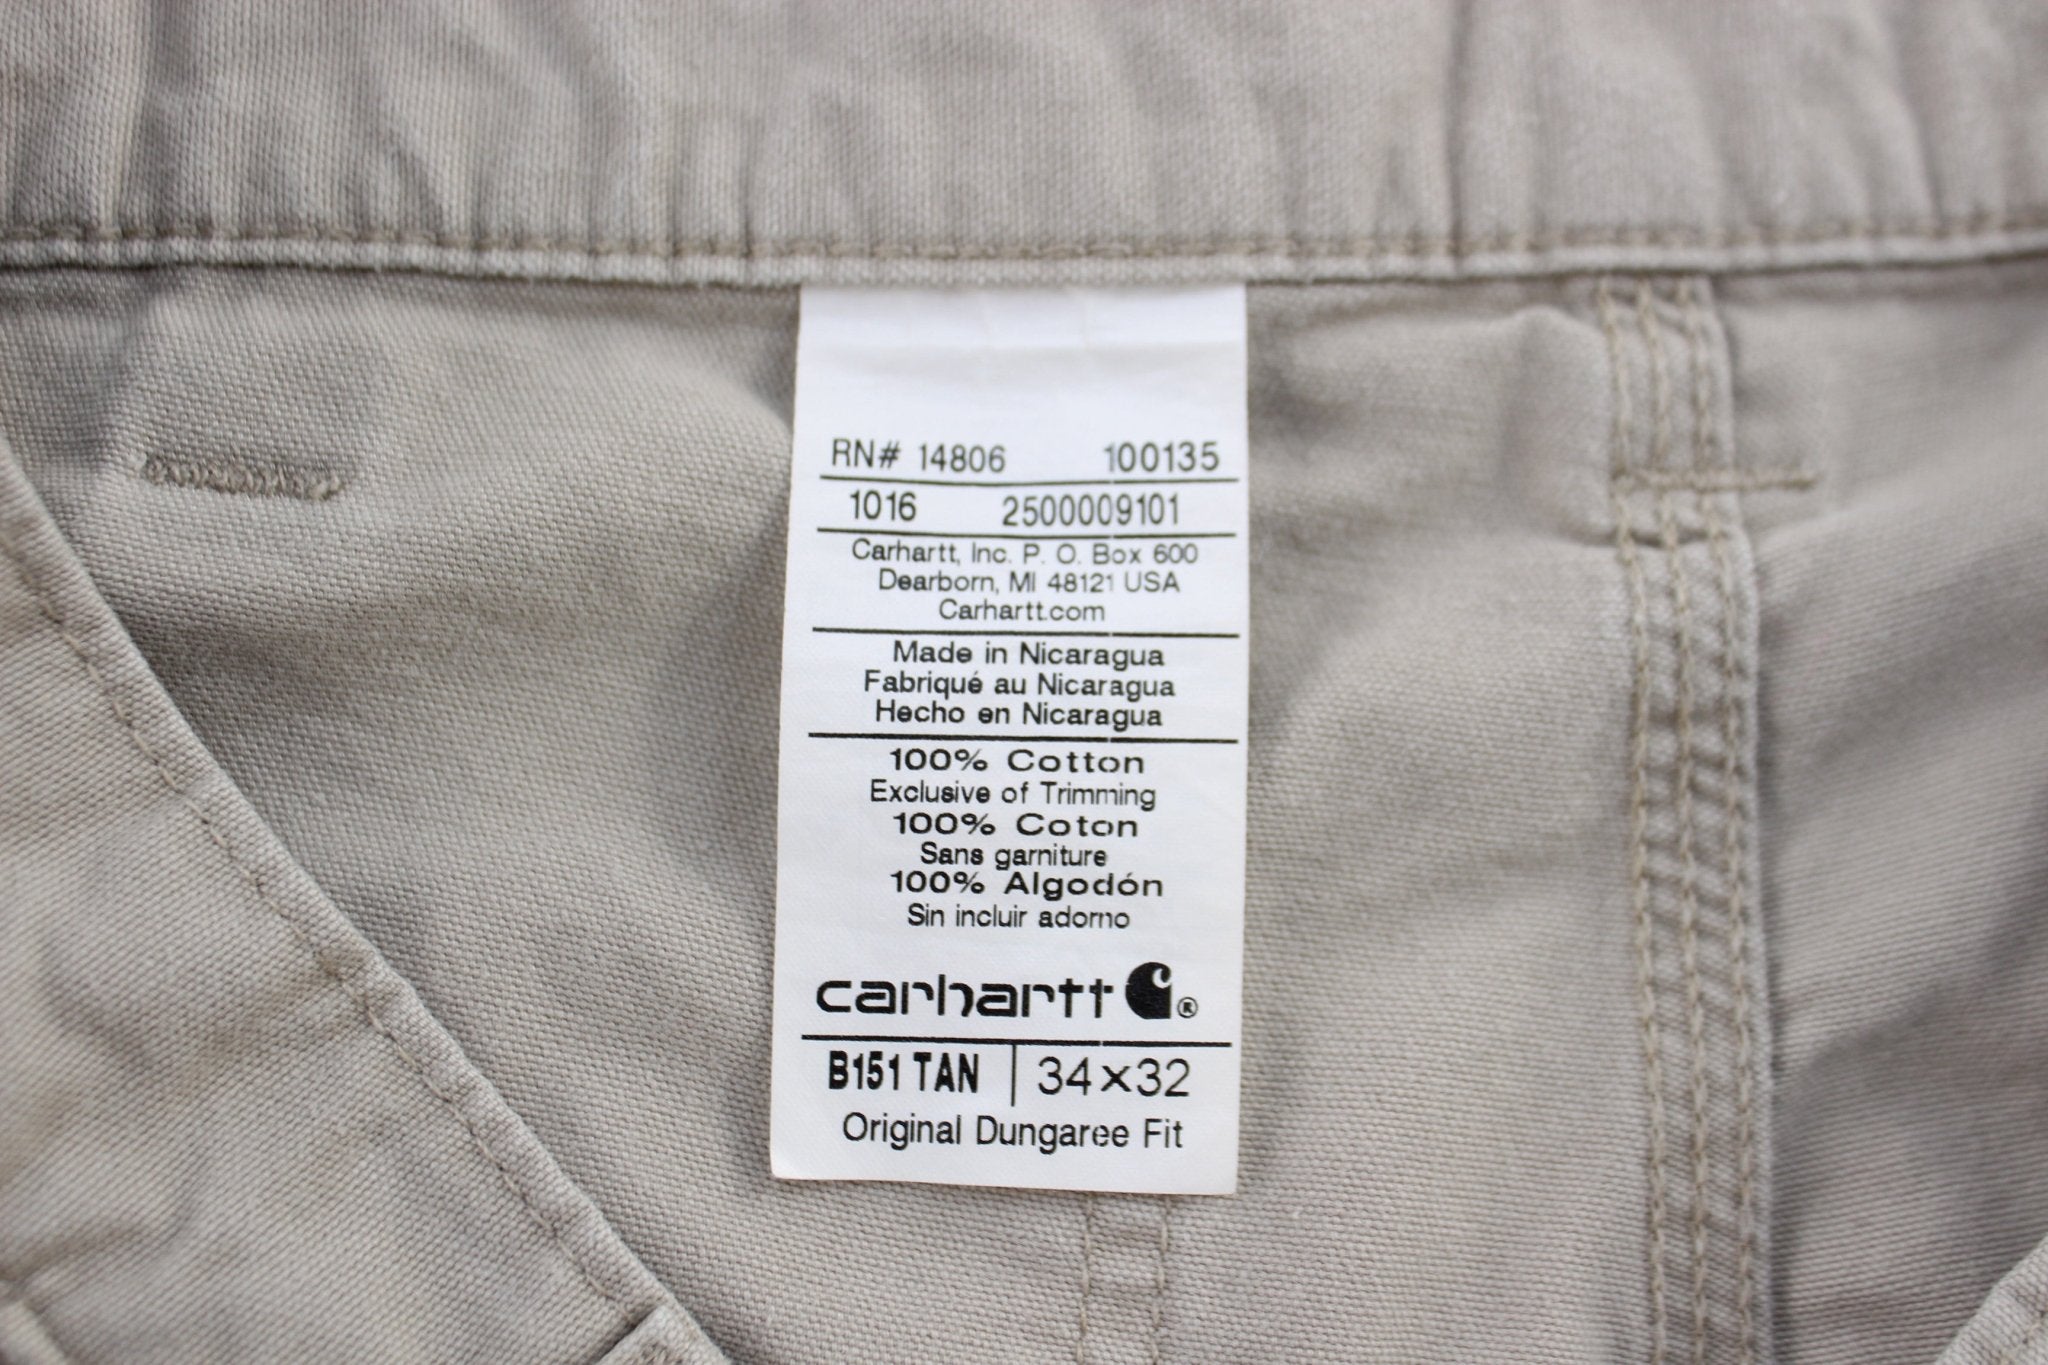 RN# 14806 100135
1016 2500009101
Carhartt, Inc. P. O. Box 600
Dearborn, MI 48121 USA
Carhartt.com
Made in Nicaragua
Fabriqué au Nicaragua
Hecho en Nicaragua
100% Cotton
Exclusive of Trimming
100% Coton
Sans garniture
100% Algodón
Sin incluir adorno
carhartt ®
B151 TAN | 34×32
Original Dungaree Fit